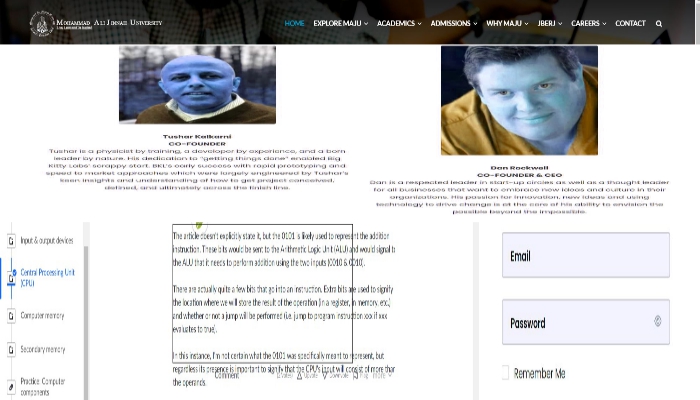 MOHAMMAD ALI JINNAH UNIVERSITY
HOME EXPLORE MAJU ACADEMICS ADMISSIONS WHY MAJU JBERJ CAREERS CONTACT
Tushar Kalkarni
CO-FOUNDER
Tushar is a physicist by training, a developer by experience, and a born
leader by nature. His dedication to "getting things done" enabled Big
Kitty Labs' scrappy start. BKL's early success with rapid prototyping and
speed to market approaches which were largely engineered by Tushar's
keen insights and understanding of how to get project conceived,
defined, and ultimately across the finish line.
Dan Rockwell
CO-FOUNDER & CEO
Dan is a respected leader in start-up circles as well as a thought leader
for all businesses that want to embrace new ideas and culture in their
organizations. His passion for innovation, new ideas and using
technology to drive change is at the core of his ability to envision the
possible beyond the impossible.
Input & output devices
Central Processing Unit
(CPU)
Computer memory
Secondary memory
Practice: Computer
components
The article doesn't explicitly state it, but the 0101 is likely used to represent the addition
instruction. These bits would be sent to the Arithmetic Logic Unit (ALU) and would signal to
the ALU that it needs to perform addition using the two inputs (0010 & 0010).
There are actually quite a few bits that go into an instruction. Extra bits are used to signify
the location where we will store the result of the operation (in a register, in memory, etc.)
and whether or not a jump will be performed (i.e. jump to program instruction xxx if xxx
evaluates to true).
In this instance, I'm not certain what the 0101 was specifically meant to represent, but
regardless its presence is important to signify that the CPU's input will consist of more than
the operands.
Comment
Email
Password
Remember Me